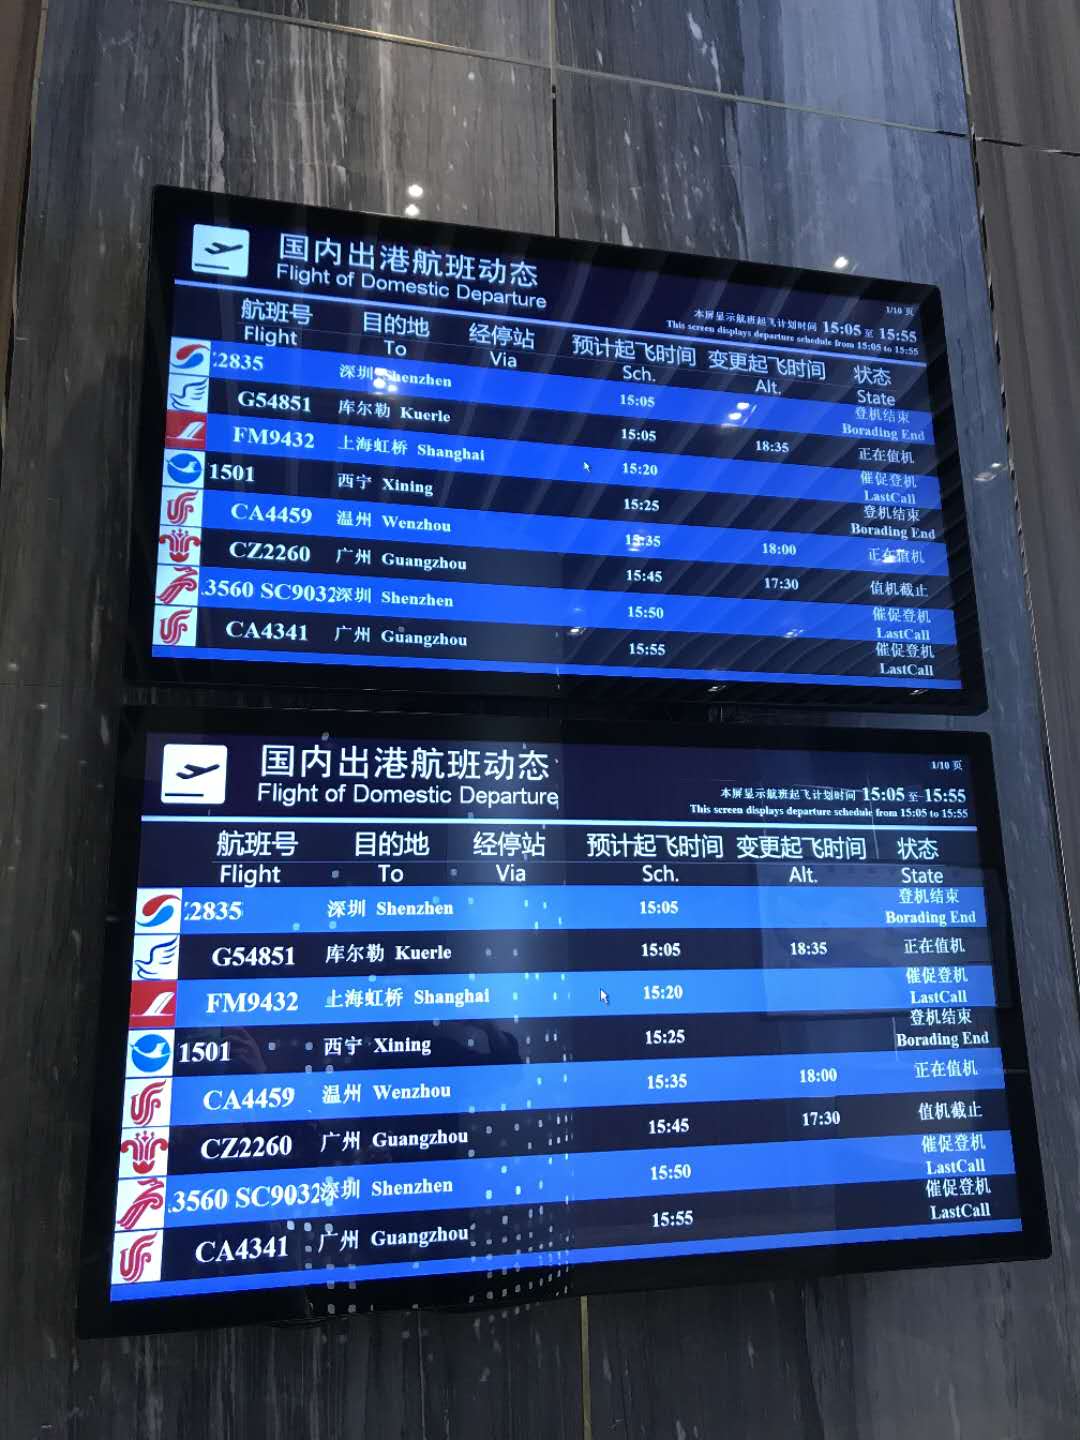 国内出港航班动态
Flight of Domestic Departure
1/10 页
本屏显示航班起飞计划时间 15:05 至 15:55
This screen displays departure schedule from 15:05 to 15:55
航班号 目的地 经停站 预计起飞时间 变更起飞时间 状态
Flight To Via Sch. Alt. State
2835 深圳 Shenzhen 15:05 登机结束
Borading End
G54851 库尔勒 Kuerle 15:05 18:35 正在值机
FM9432 上海虹桥 Shanghai 15:20 催促登机
LastCall
1501 西宁 Xining 15:25 登机结束
Borading End
CA4459 温州 Wenzhou 15:35 18:00 正在值机
CZ2260 广州 Guangzhou 15:45 17:30 值机截止
3560 SC9032 深圳 Shenzhen 15:50 催促登机
LastCall
CA4341 广州 Guangzhou 15:55 催促登机
LastCall
国内出港航班动态
Flight of Domestic Departure
1/10 页
本屏显示航班起飞计划时间 15:05 至 15:55
This screen displays departure schedule from 15:05 to 15:55
航班号 目的地 经停站 预计起飞时间 变更起飞时间 状态
Flight To Via Sch. Alt. State
2835 深圳 Shenzhen 15:05 登机结束
Borading End
G54851 库尔勒 Kuerle 15:05 18:35 正在值机
FM9432 上海虹桥 Shanghai 15:20 催促登机
LastCall
1501 西宁 Xining 15:25 登机结束
Borading End
CA4459 温州 Wenzhou 15:35 18:00 正在值机
CZ2260 广州 Guangzhou 15:45 17:30 值机截止
3560 SC9032 深圳 Shenzhen 15:50 催促登机
LastCall
CA4341 广州 Guangzhou 15:55 催促登机
LastCall